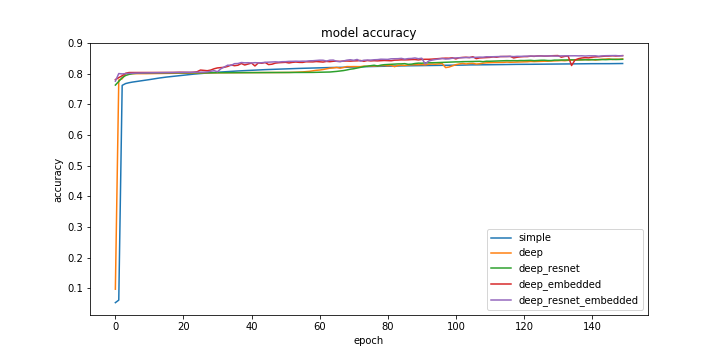 model accuracy
accuracy
0.9
0.8
0.7
0.6
0.5
0.4
0.3
0.2
0.1
0
20
40
60
80
100
120
140
epoch
simple
deep
deep_resnet
deep_embedded
deep_resnet_embedded